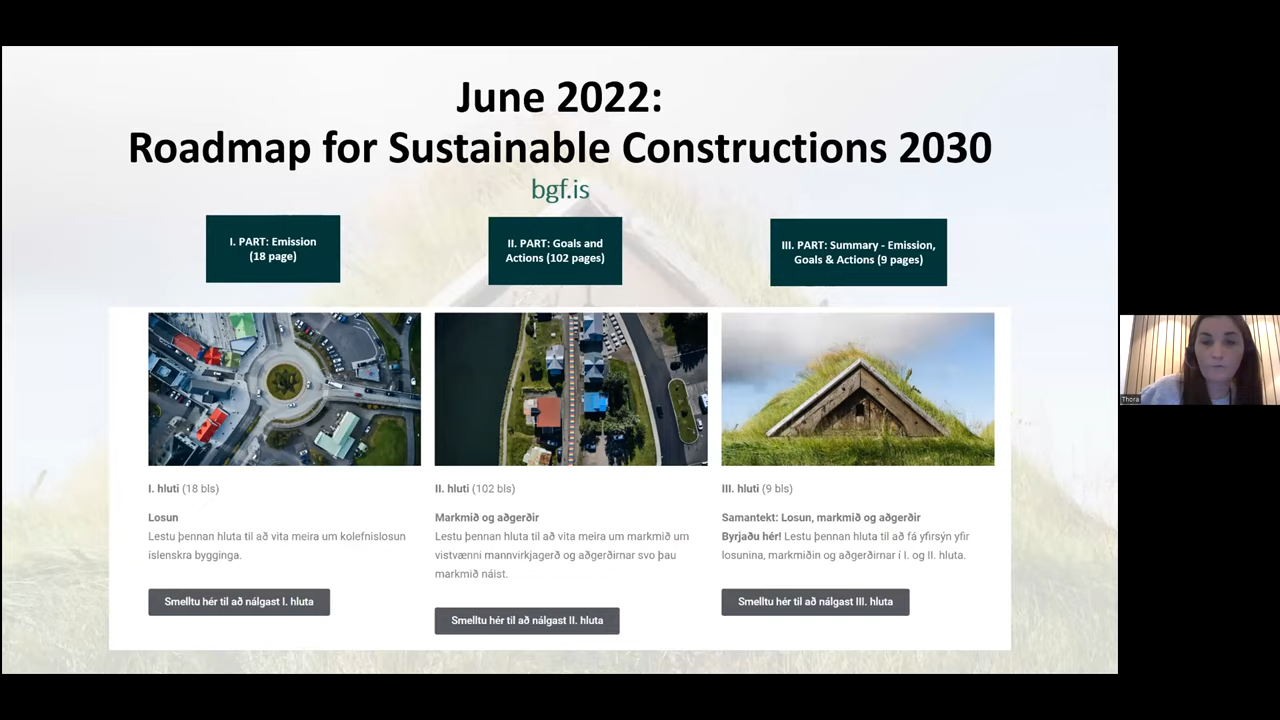 June 2022:
Roadmap for Sustainable Constructions 2030
bgf.is
I. PART: Emission
(18 page)
II. PART: Goals and
Actions (102 pages)
III. PART: Summary - Emission,
Goals & Actions (9 pages)
I. hluti (18 bls)
Losun
Lestu þennan hluta til að vita meira um kolefnislosun
íslenskra bygginga.
Smelltu hér til að nálgast I. hluta
II. hluti (102 bls)
Markmið og aðgerðir
Lestu þennan hluta til að vita meira um markmið um
vistvænni mannvirkjagerð og aðgerðirnar svo þau
markmið náist.
Smelltu hér til að nálgast II. hluta
III. hluti (9 bls)
Samantekt: Losun, markmið og aðgerðir
Byrjaðu hér! Lestu þennan hluta til að fá yfirsýn yfir
losunina, markmiðin og aðgerðirnar í I. og II. hluta.
Smelltu hér til að nálgast III. hluta
Thora